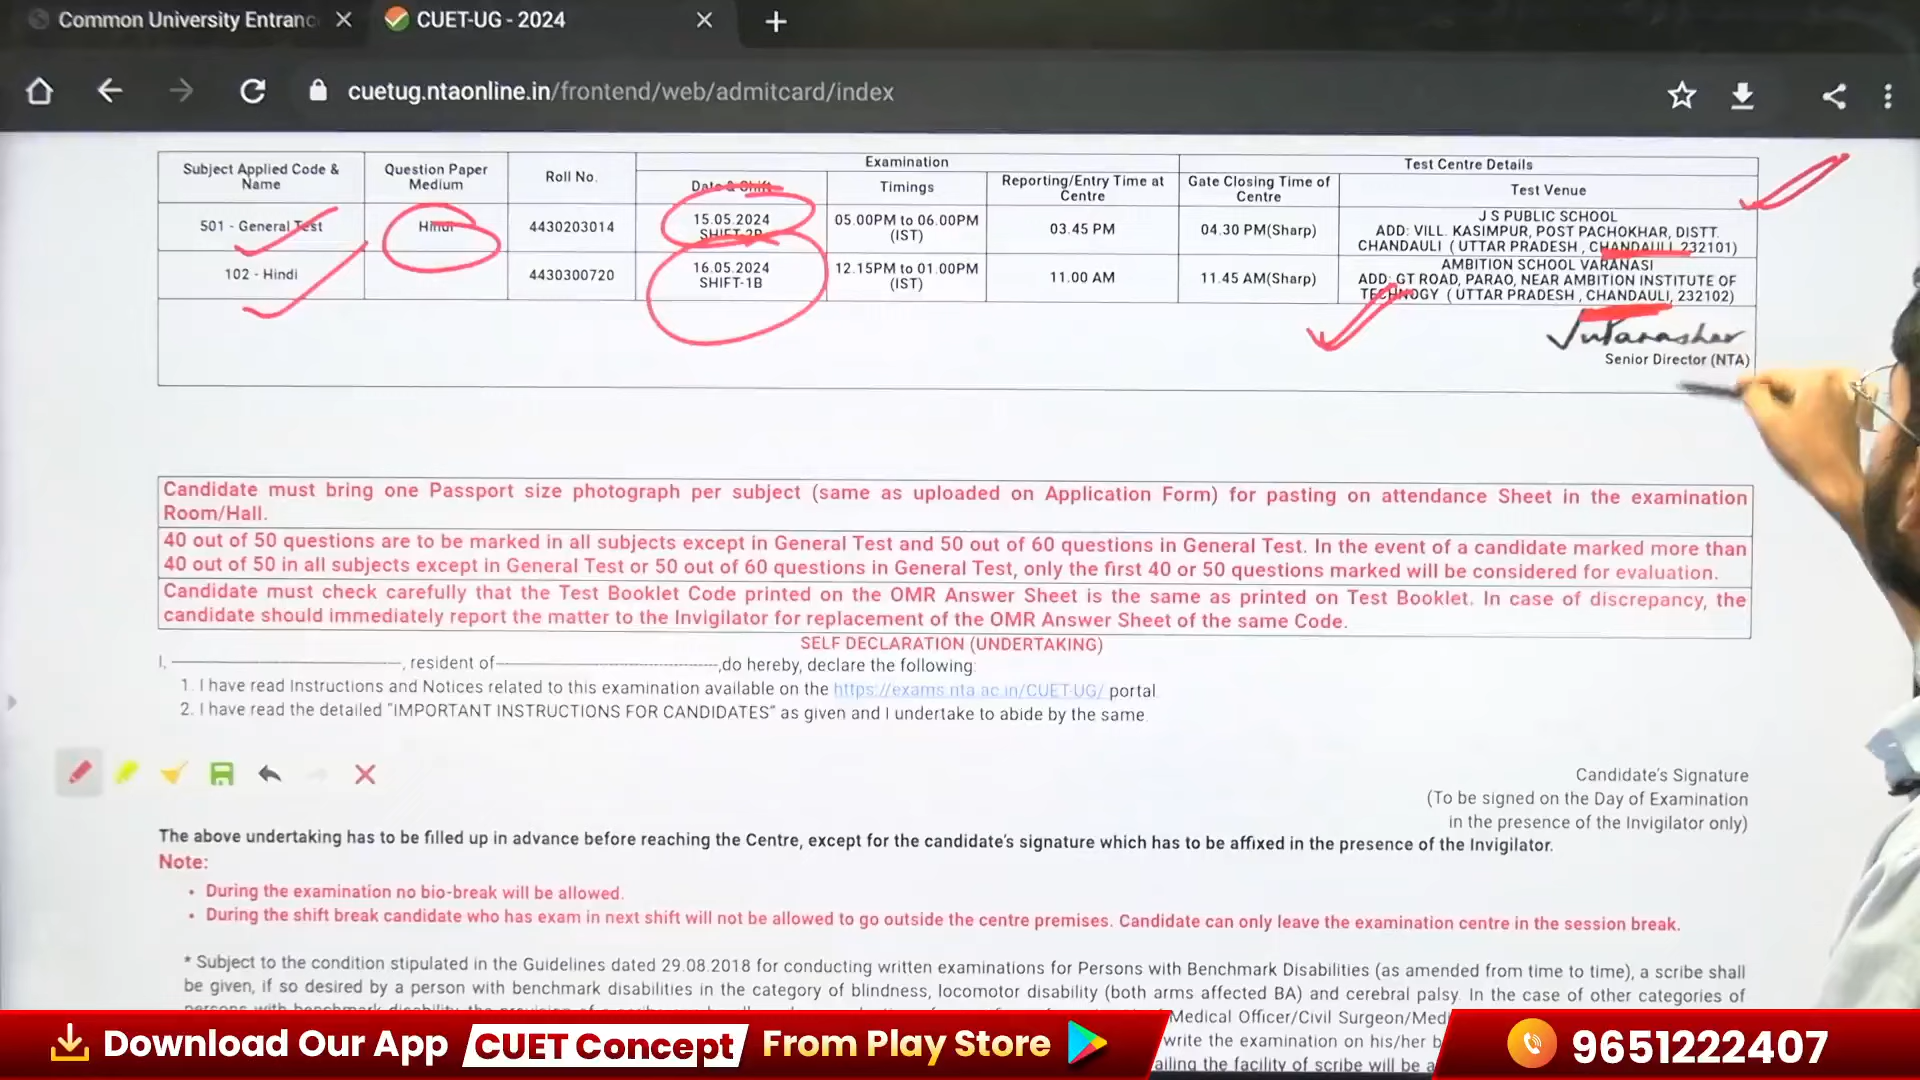 Common University Entranc
CUET-UG - 2024
cuetug.ntaonline.in/frontend/web/admitcard/index
Subject Applied Code & Name
Question Paper Medium
Roll No.
Examination
Test Centre Details
Date & Shift
Timings
Reporting/Entry Time at Centre
Gate Closing Time of Centre
Test Venue
501 - General Test
Hindi
4430203014
15.05.2024
SHIFT-2B
05.00PM to 06.00PM (IST)
03.45 PM
04.30 PM(Sharp)
J S PUBLIC SCHOOL
ADD: VILL. KASIMPUR, POST PACHOKHAR, DISTT.
CHANDAULI ( UTTAR PRADESH , CHANDAULI, 232101)
102 - Hindi
4430300720
16.05.2024
SHIFT-1B
12.15PM to 01.00PM (IST)
11.00 AM
11.45 AM(Sharp)
AMBITION SCHOOL VARANASI
ADD: GT ROAD, PARAO, NEAR AMBITION INSTITUTE OF
TECHNOGY ( UTTAR PRADESH , CHANDAULI, 232102)
Senior Director (NTA)
Candidate must bring one Passport size photograph per subject (same as uploaded on Application Form) for pasting on attendance Sheet in the examination
Room/Hall.
40 out of 50 questions are to be marked in all subjects except in General Test and 50 out of 60 questions in General Test. In the event of a candidate marked more than
40 out of 50 in all subjects except in General Test or 50 out of 60 questions in General Test, only the first 40 or 50 questions marked will be considered for evaluation.
Candidate must check carefully that the Test Booklet Code printed on the OMR Answer Sheet is the same as printed on Test Booklet. In case of discrepancy, the
candidate should immediately report the matter to the Invigilator for replacement of the OMR Answer Sheet of the same Code.
SELF DECLARATION (UNDERTAKING)
I, , resident of ,do hereby, declare the following:
1. I have read Instructions and Notices related to this examination available on the https://exams.nta.ac.in/CUET-UG/ portal.
2. I have read the detailed "IMPORTANT INSTRUCTIONS FOR CANDIDATES" as given and I undertake to abide by the same.
Candidate's Signature
(To be signed on the Day of Examination
in the presence of the Invigilator only)
The above undertaking has to be filled up in advance before reaching the Centre, except for the candidate's signature which has to be affixed in the presence of the Invigilator.
Note:
• During the examination no bio-break will be allowed.
• During the shift break candidate who has exam in next shift will not be allowed to go outside the centre premises. Candidate can only leave the examination centre in the session break.
* Subject to the condition stipulated in the Guidelines dated 29.08.2018 for conducting written examinations for Persons with Benchmark Disabilities (as amended from time to time), a scribe shall
be given, if so desired by a person with benchmark disabilities in the category of blindness, locomotor disability (both arms affected BA) and cerebral palsy. In the case of other categories of
Medical Officer/Civil Surgeon/Med
write the examination on his/her b
ailing the facility of scribe will be a
Download Our App CUET Concept From Play Store
9651222407